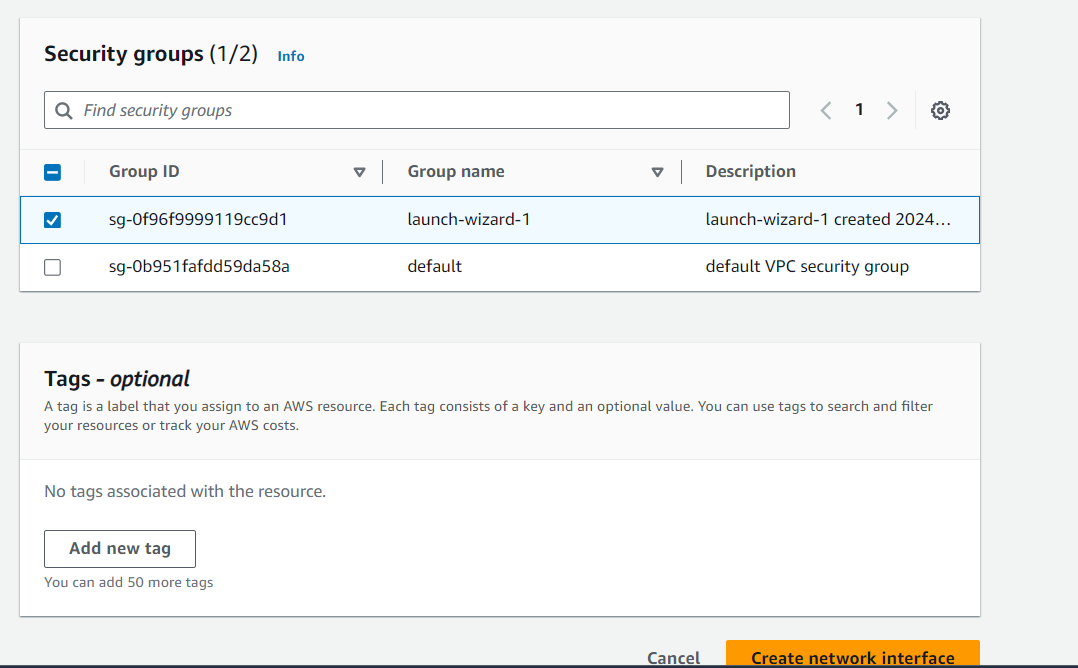 Security groups (1/2) Info
Find security groups
1
Group ID Group name Description
sg-0f96f9999119cc9d1 launch-wizard-1 launch-wizard-1 created 2024...
sg-0b951fafdd59da58a default default VPC security group
Tags - optional
A tag is a label that you assign to an AWS resource. Each tag consists of a key and an optional value. You can use tags to search and filter
your resources or track your AWS costs.
No tags associated with the resource.
Add new tag
You can add 50 more tags
Cancel Create network interface